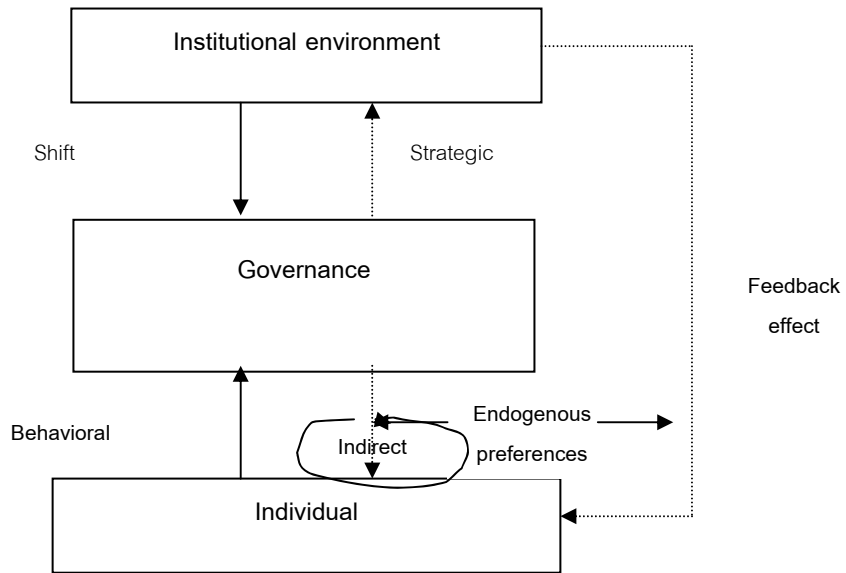 Institutional environment
Shift
Strategic
Governance
Feedback
effect
Behavioral
Indirect
Endogenous
preferences
Individual